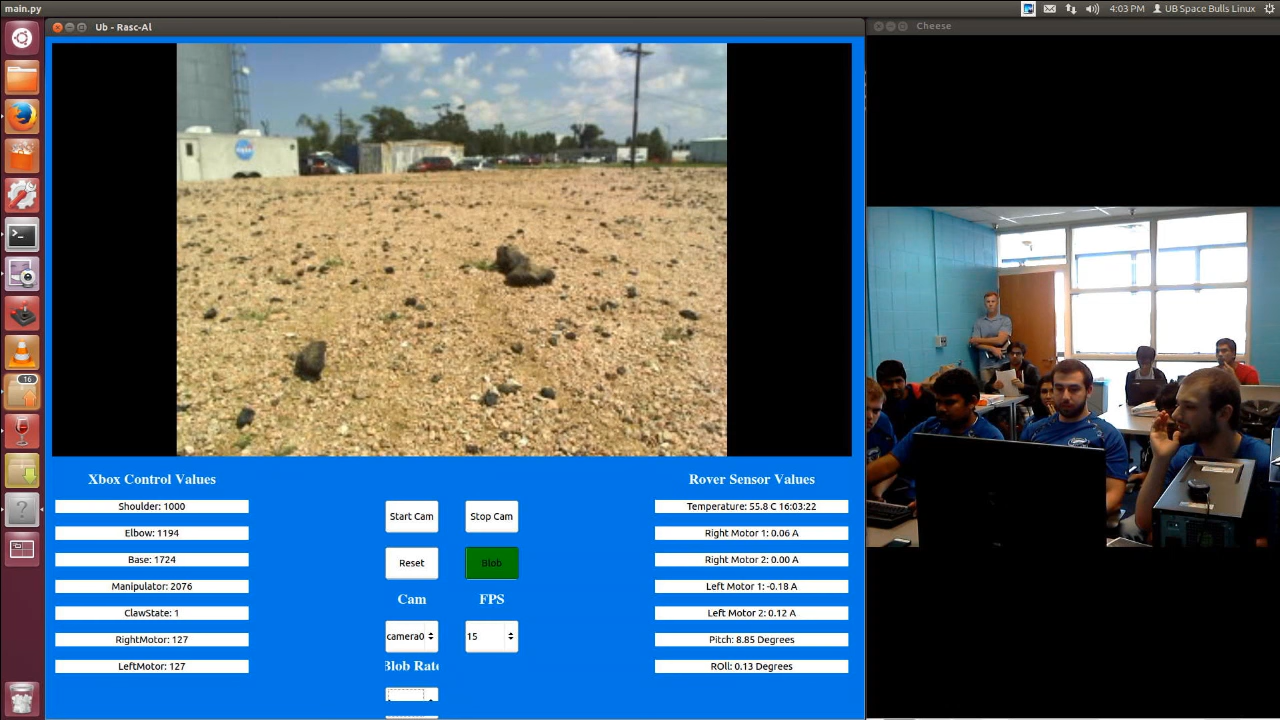 main.py
4:03 PM
UB Space Bulls Linux
Ub - Rasc-Al
Cheese
NASA
16
Xbox Control Values
Shoulder: 1000
Elbow: 1194
Base: 1724
Manipulator: 2076
ClawState: 1
RightMotor: 127
LeftMotor: 127
Start Cam
Stop Cam
Reset
Blob
Cam
FPS
camera0
15
Blob Rate
Rover Sensor Values
Temperature: 55.8 C 16:03:22
Right Motor 1: 0.06 A
Right Motor 2: 0.00 A
Left Motor 1: -0.18 A
Left Motor 2: 0.12 A
Pitch: 8.85 Degrees
ROll: 0.13 Degrees